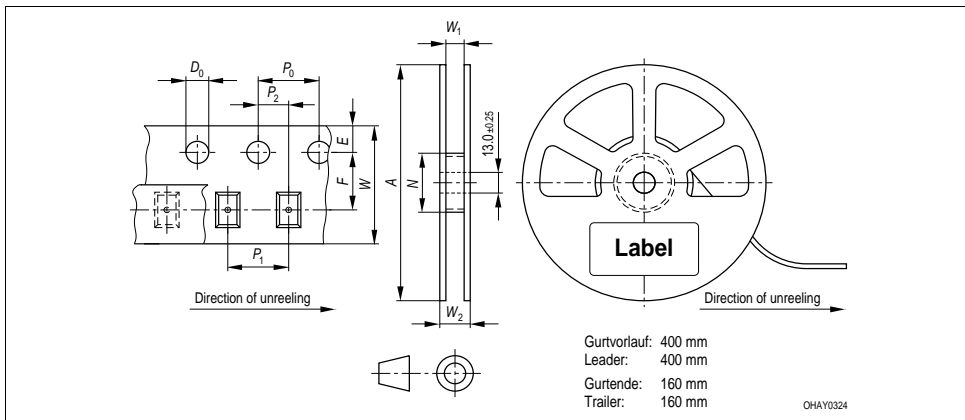 W1
D0
P0
P2
E
F
W
A
N
13.0 ±0.25
Label
P1
W2
Direction of unreeling
Direction of unreeling
Gurtvorlauf: 400 mm
Leader: 400 mm
Gurtende: 160 mm
Trailer: 160 mm
OHAY0324